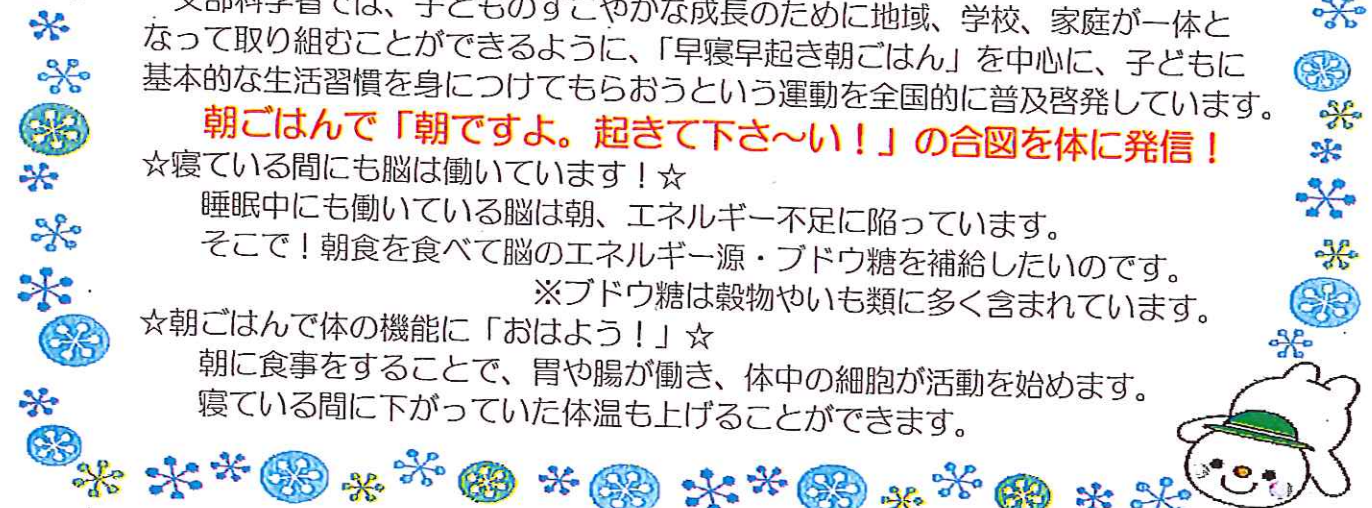 文部科学省では、子どものすこやかな成長のために地域、学校、家庭が一体と
なって取り組むことができるように、「早寝早起き朝ごはん」を中心に、子どもに
基本的な生活習慣を身につけてもらおうという運動を全国的に普及啓発しています。
朝ごはんで「朝ですよ。起きて下さ～い！」の合図を体に発信！
☆寝ている間にも脳は働いています！☆
睡眠中にも働いている脳は朝、エネルギー不足に陥っています。
そこで！朝食を食べて脳のエネルギー源・ブドウ糖を補給したいのです。
※ブドウ糖は穀物やいも類に多く含まれています。
☆朝ごはんで体の機能に「おはよう！」☆
朝に食事をすることで、胃や腸が働き、体中の細胞が活動を始めます。
寝ている間に下がっていた体温も上げることができます。